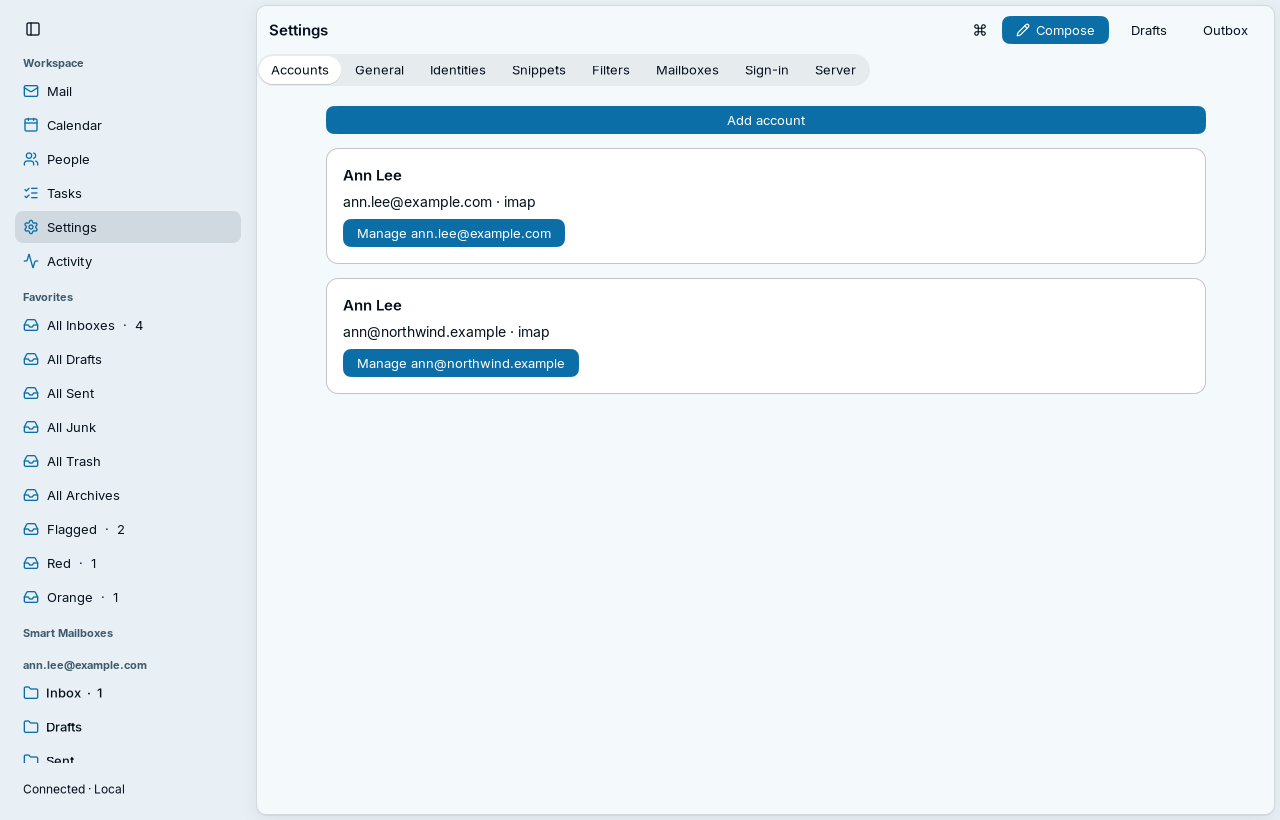 Workspace
Mail
Calendar
People
Tasks
Settings
Activity
Favorites
All Inboxes · 4
All Drafts
All Sent
All Junk
All Trash
All Archives
Flagged · 2
Red · 1
Orange · 1
Smart Mailboxes
ann.lee@example.com
Inbox · 1
Drafts
Sent
Connected · Local
Settings
⌘ Compose Drafts Outbox
Accounts General Identities Snippets Filters Mailboxes Sign-in Server
Add account
Ann Lee
ann.lee@example.com · imap
Manage ann.lee@example.com
Ann Lee
ann@northwind.example · imap
Manage ann@northwind.example